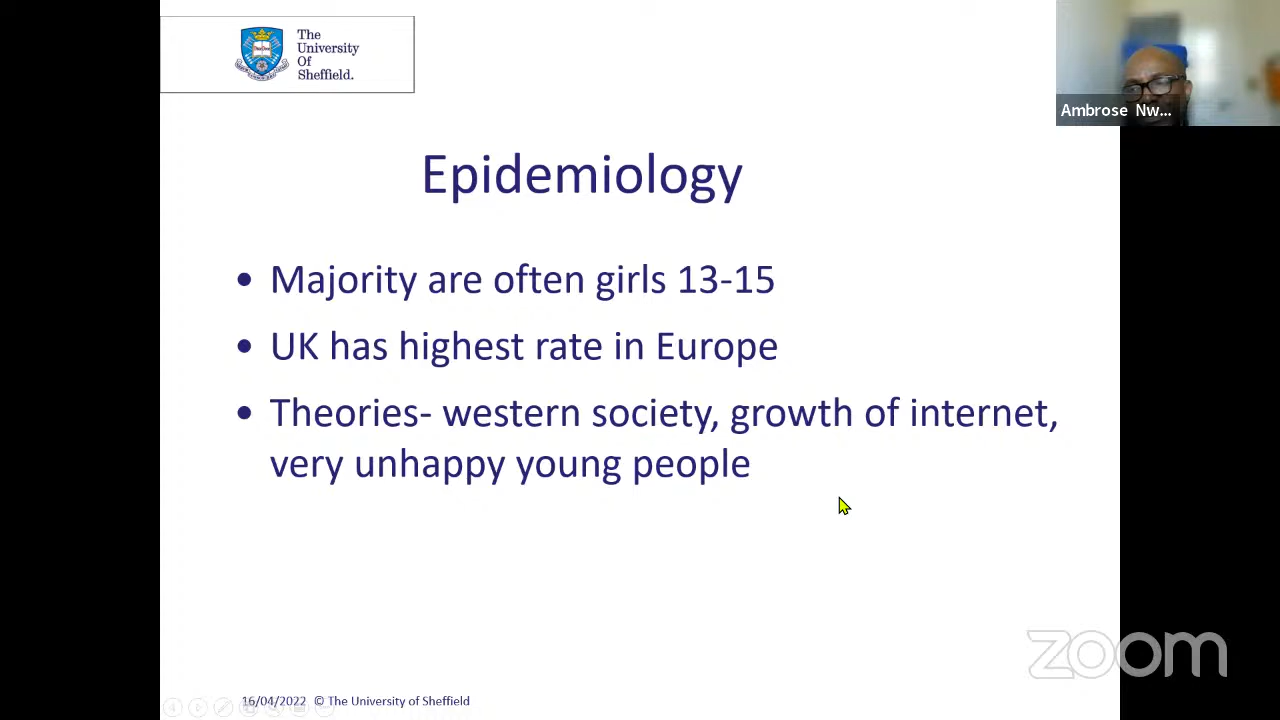 The
University
Of
Sheffield.
Ambrose Nw...
Epidemiology
• Majority are often girls 13-15
• UK has highest rate in Europe
• Theories- western society, growth of internet,
very unhappy young people
zoom
16/04/2022 © The University of Sheffield